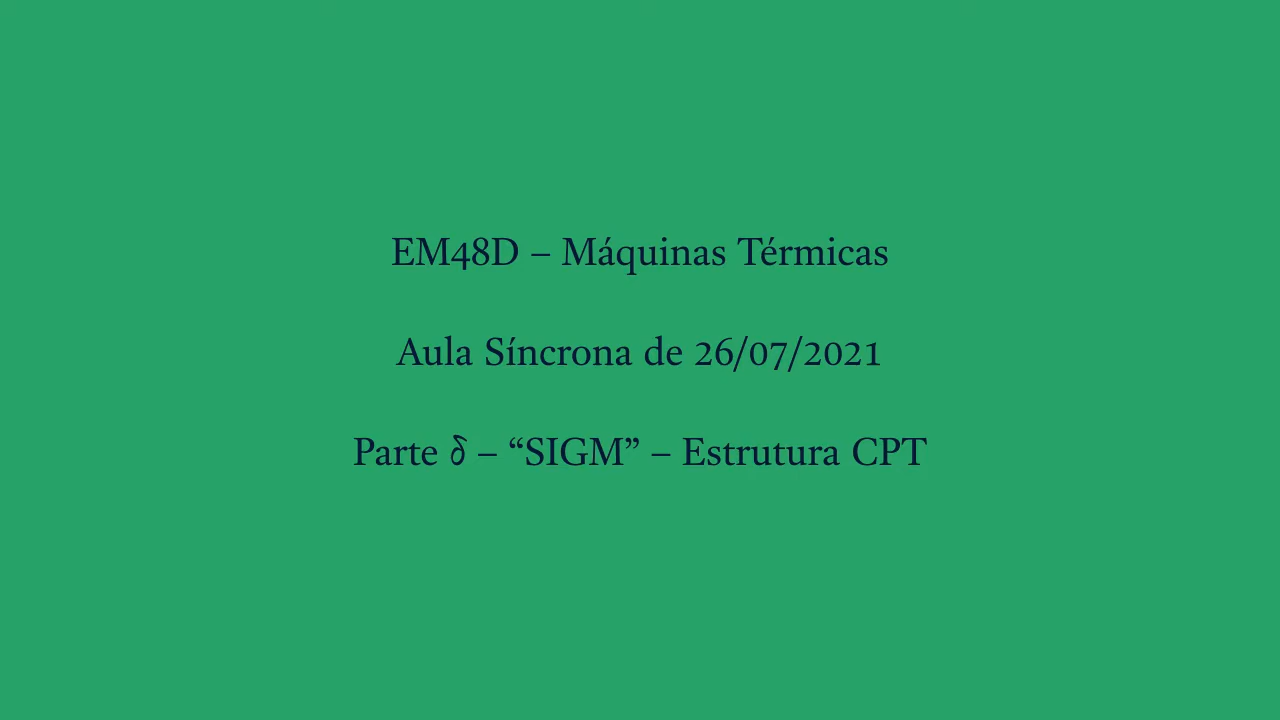 EM48D – Máquinas Térmicas
Aula Síncrona de 26/07/2021
Parte δ – “SIGM” – Estrutura CPT